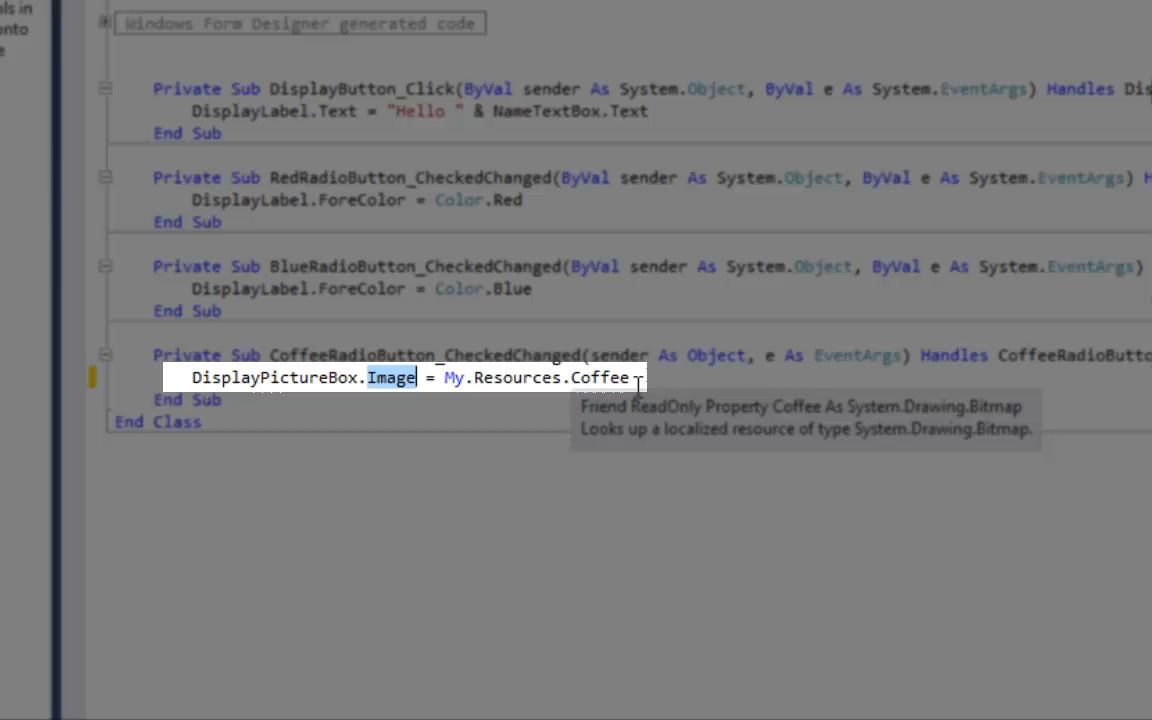 ols in
onto
e
Windows Form Designer generated code
Private Sub DisplayButton_Click(ByVal sender As System.Object, ByVal e As System.EventArgs) Handles Dis
DisplayLabel.Text = "Hello " & NameTextBox.Text
End Sub
Private Sub RedRadioButton_CheckedChanged(ByVal sender As System.Object, ByVal e As System.EventArgs) H
DisplayLabel.ForeColor = Color.Red
End Sub
Private Sub BlueRadioButton_CheckedChanged(ByVal sender As System.Object, ByVal e As System.EventArgs)
DisplayLabel.ForeColor = Color.Blue
End Sub
Private Sub CoffeeRadioButton_CheckedChanged(sender As Object, e As EventArgs) Handles CoffeeRadioButto
DisplayPictureBox.Image = My.Resources.Coffee
End Sub
Friend ReadOnly Property Coffee As System.Drawing.Bitmap
End Class
Looks up a localized resource of type System.Drawing.Bitmap.